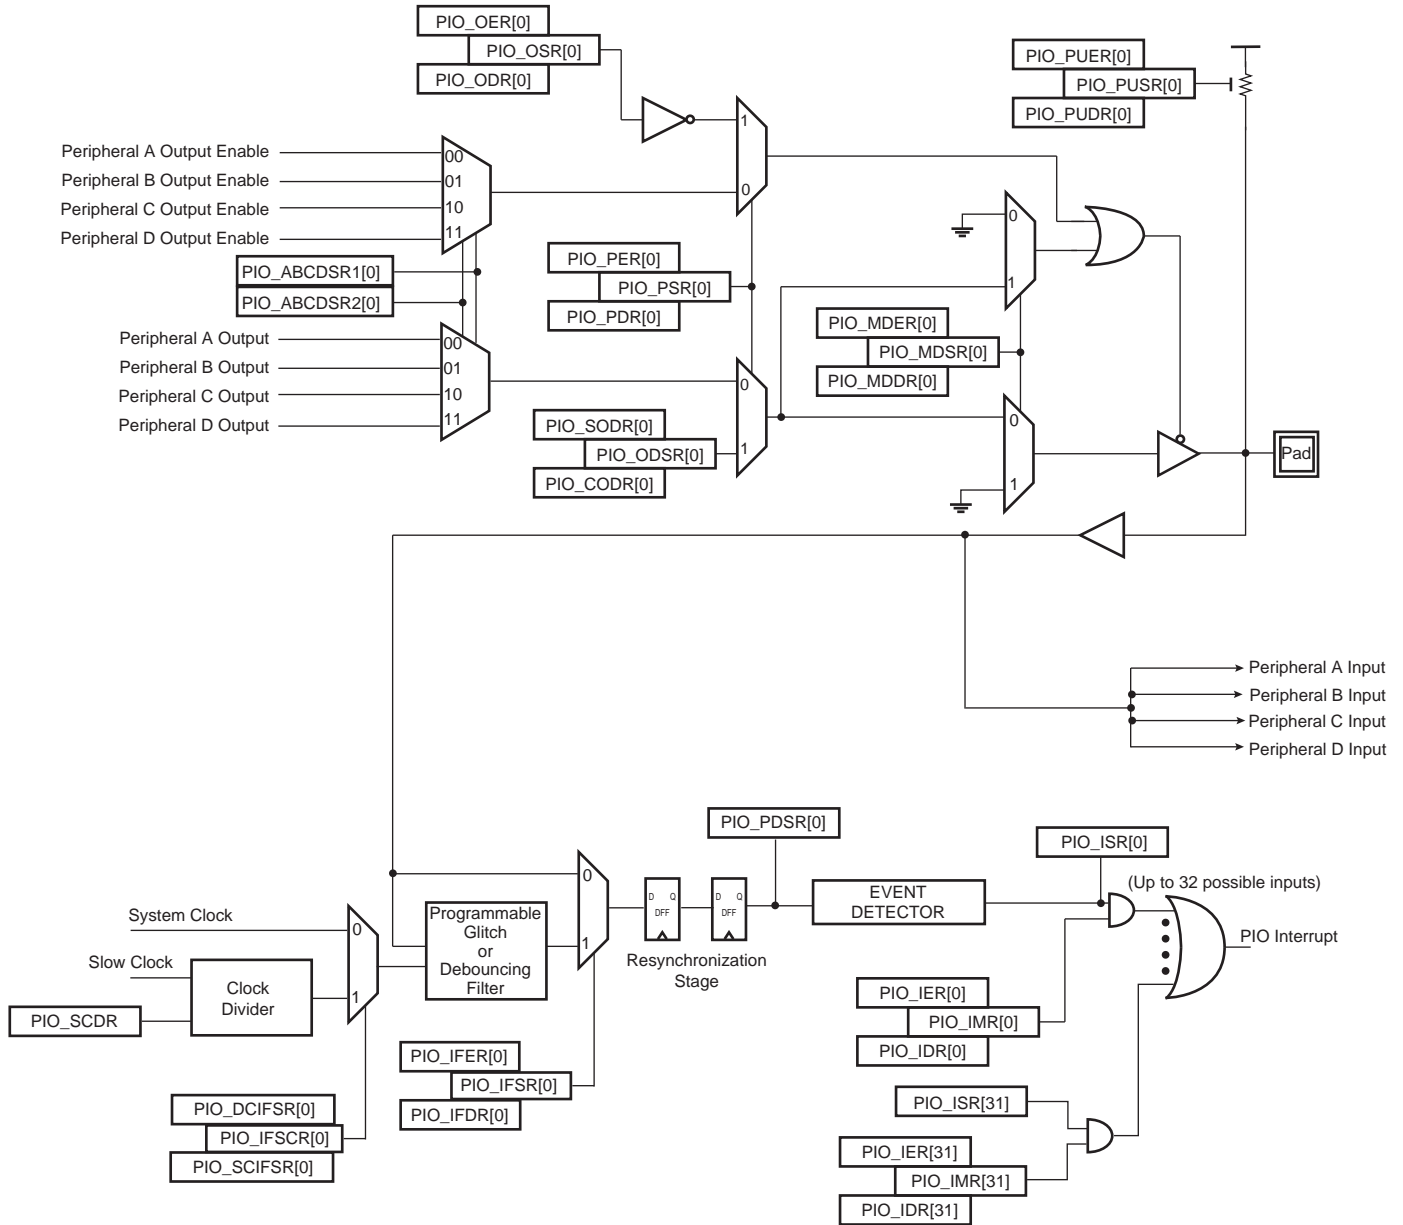 PIO_OER[0]
PIO_OSR[0]
PIO_ODR[0]
PIO_PUER[0]
PIO_PUSR[0]
PIO_PUDR[0]
1
0
Peripheral A Output Enable
Peripheral B Output Enable
Peripheral C Output Enable
Peripheral D Output Enable
00
01
10
11
PIO_ABCDSR1[0]
PIO_ABCDSR2[0]
PIO_PER[0]
PIO_PSR[0]
PIO_PDR[0]
0
1
PIO_MDER[0]
PIO_MDSR[0]
PIO_MDDR[0]
Peripheral A Output
Peripheral B Output
Peripheral C Output
Peripheral D Output
00
01
10
11
0
1
PIO_SODR[0]
PIO_ODSR[0]
PIO_CODR[0]
0
1
Pad
Peripheral A Input
Peripheral B Input
Peripheral C Input
Peripheral D Input
PIO_PDSR[0]
PIO_ISR[0]
(Up to 32 possible inputs)
System Clock
Slow Clock
Clock
Divider
PIO_SCDR
0
1
Programmable
Glitch
or
Debouncing
Filter
0
1
D Q
DFF
D Q
DFF
Resynchronization
Stage
EVENT
DETECTOR
PIO Interrupt
PIO_IER[0]
PIO_IMR[0]
PIO_IDR[0]
PIO_IFER[0]
PIO_IFSR[0]
PIO_IFDR[0]
PIO_DCIFSR[0]
PIO_IFSCR[0]
PIO_SCIFSR[0]
PIO_ISR[31]
PIO_IER[31]
PIO_IMR[31]
PIO_IDR[31]